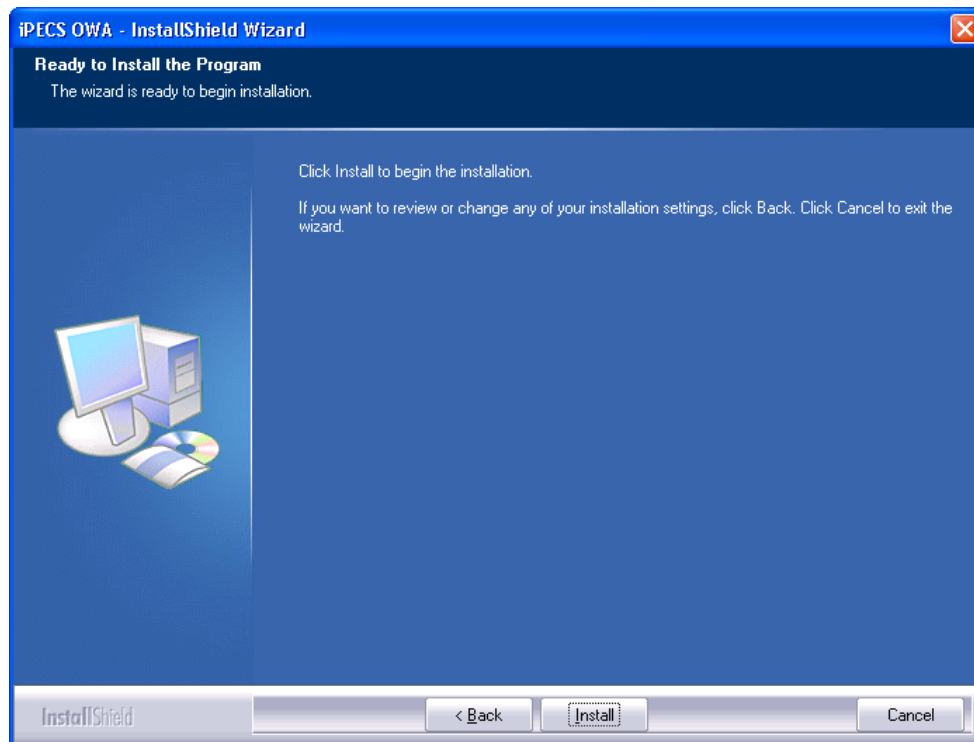 iPECS OWA - InstallShield Wizard
Ready to Install the Program
The wizard is ready to begin installation.
Click Install to begin the installation.
If you want to review or change any of your installation settings, click Back. Click Cancel to exit the
wizard.
InstallShield
< Back
Install
Cancel